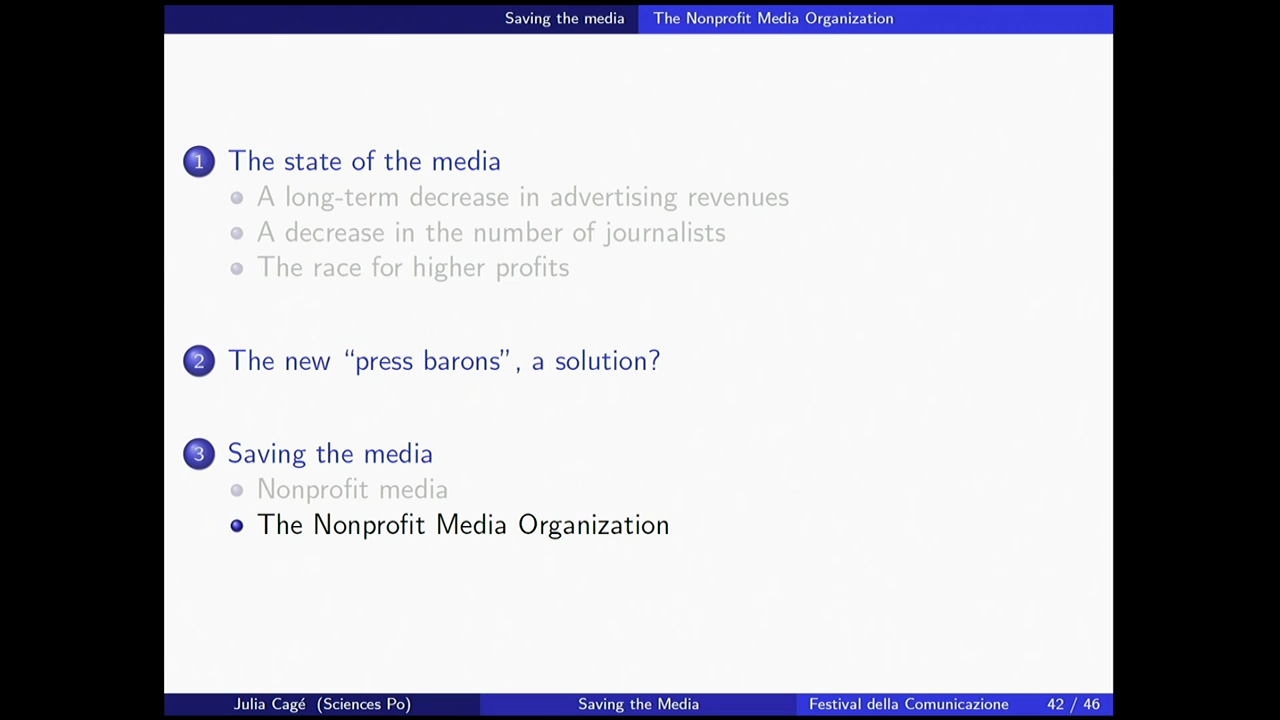 Saving the media The Nonprofit Media Organization
1 The state of the media
A long-term decrease in advertising revenues
A decrease in the number of journalists
The race for higher profits
2 The new “press barons”, a solution?
3 Saving the media
Nonprofit media
The Nonprofit Media Organization
Julia Cagé (Sciences Po) Saving the Media Festival della Comunicazione 42 / 46